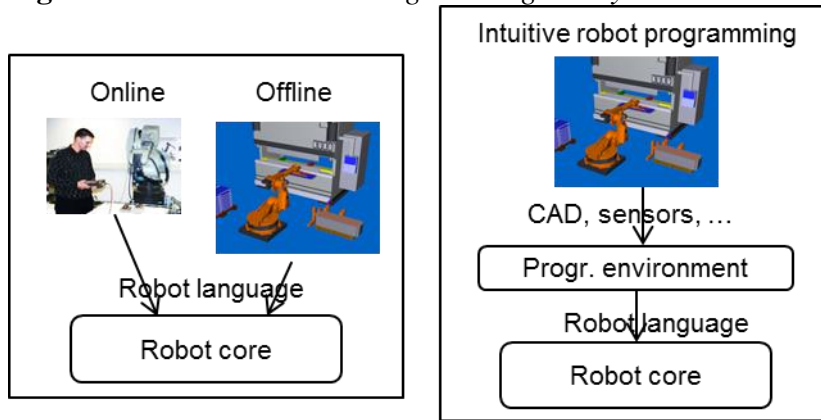 Intuitive robot programming
Online
Offline
Robot language
Robot core
CAD, sensors, …
Progr. environment
Robot language
Robot core